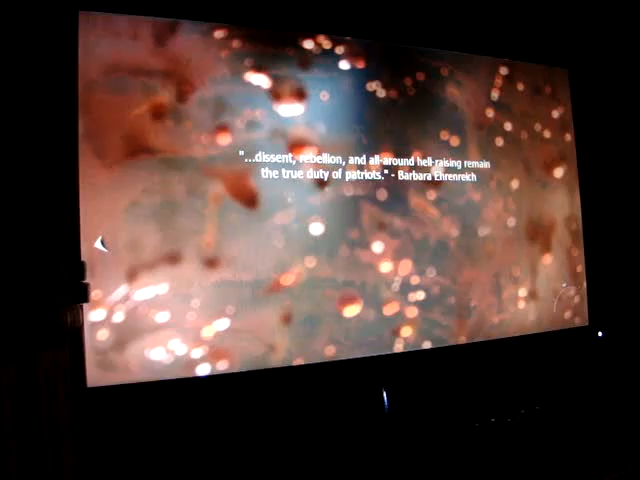 "...dissent, rebellion, and all-around hell-raising remain
the true duty of patriots." - Barbara Ehrenreich